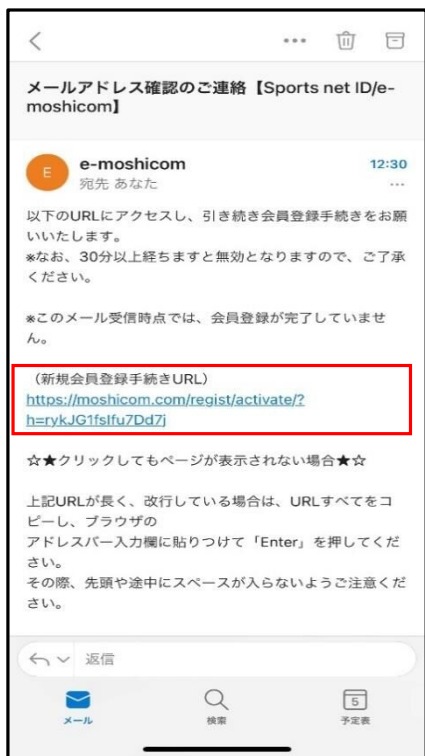 メールアドレス確認のご連絡【Sports net ID/e-
moshicom】
E
e-moshicom
12:30
宛先 あなた
以下のURLにアクセスし、引き続き会員登録手続きをお願
いいたします。
※なお、30分以上経ちますと無効となりますので、ご了承
ください。
※このメール受信時点では、会員登録が完了していませ
ん。
（新規会員登録手続きURL）
https://moshicom.com/regist/activate/?
h=rykJG1fslfu7Dd7j
☆★クリックしてもページが表示されない場合★☆
上記URLが長く、改行している場合は、URLすべてをコ
ピーし、ブラウザの
アドレスバー入力欄に貼りつけて「Enter」を押してくだ
さい。
その際、先頭や途中にスペースが入らないようご注意くだ
さい。
返信
5
メール
検索
予定表